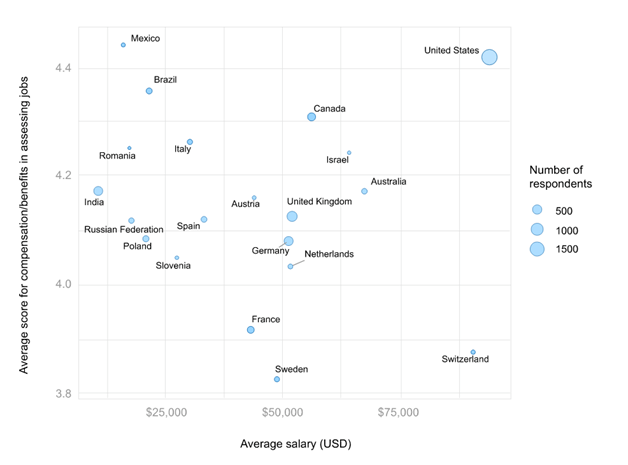 Mexico
United States
4.4
Brazil
Canada
Italy
Romania
Israel
4.2
Australia
India
Austria
United Kingdom
Russian Federation
Spain
Poland
Germany
Netherlands
Slovenia
4.0
France
Switzerland
Sweden
3.8
$25,000
$50,000
$75,000
Average salary (USD)
Average score for compensation/benefits in assessing jobs
Number of
respondents
500
1000
1500